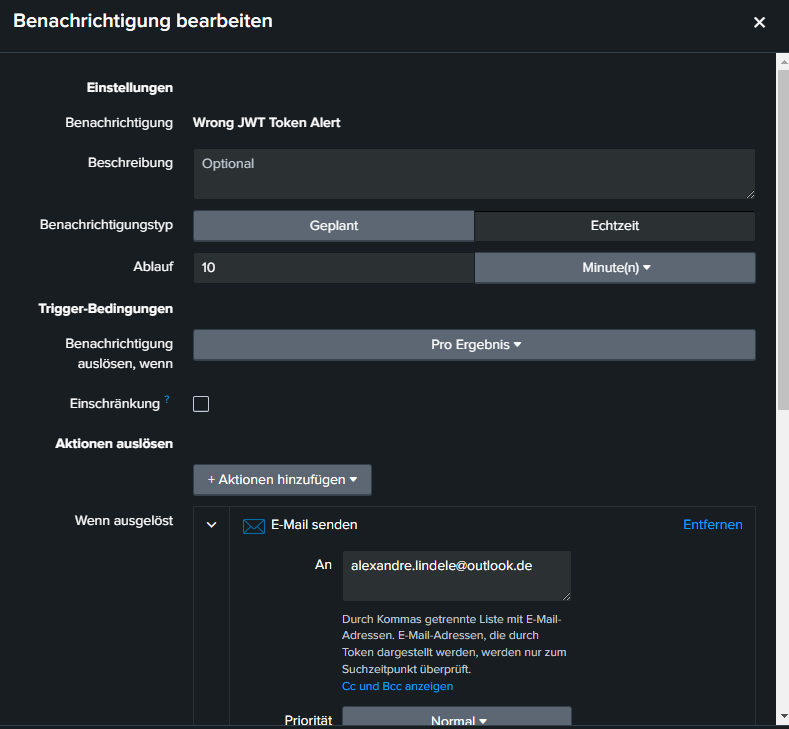 Benachrichtigung bearbeiten
Einstellungen
Benachrichtigung Wrong JWT Token Alert
Beschreibung Optional
Benachrichtigungstyp Geplant Echtzeit
Ablauf 10 Minute(n)
Trigger-Bedingungen
Benachrichtigung auslösen, wenn Pro Ergebnis
Einschränkung ?
Aktionen auslösen
+ Aktionen hinzufügen
Wenn ausgelöst E-Mail senden Entfernen
An alexandre.lindele@outlook.de
Durch Kommas getrennte Liste mit E-Mail-
Adressen. E-Mail-Adressen, die durch
Token dargestellt werden, werden nur zum
Suchzeitpunkt überprüft.
Cc und Bcc anzeigen
Priorität Normal